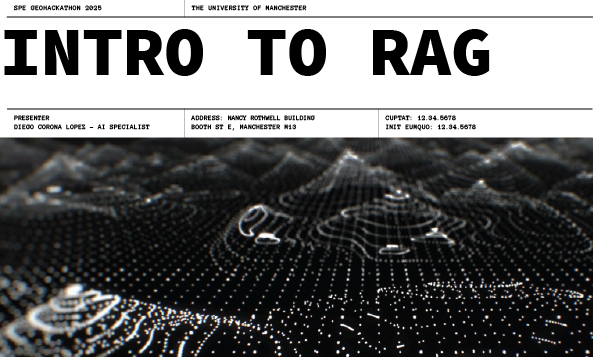 SPE GEOHACKATHON 2025
THE UNIVERSITY OF MANCHESTER
INTRO TO RAG
PRESENTER
DIEGO CORONA LOPEZ – AI SPECIALIST
ADDRESS: NANCY ROTHWELL BUILDING
BOOTH ST E, MANCHESTER M13
CUPTAT: 12.34.5678
INIT EUMQUO: 12.34.5678